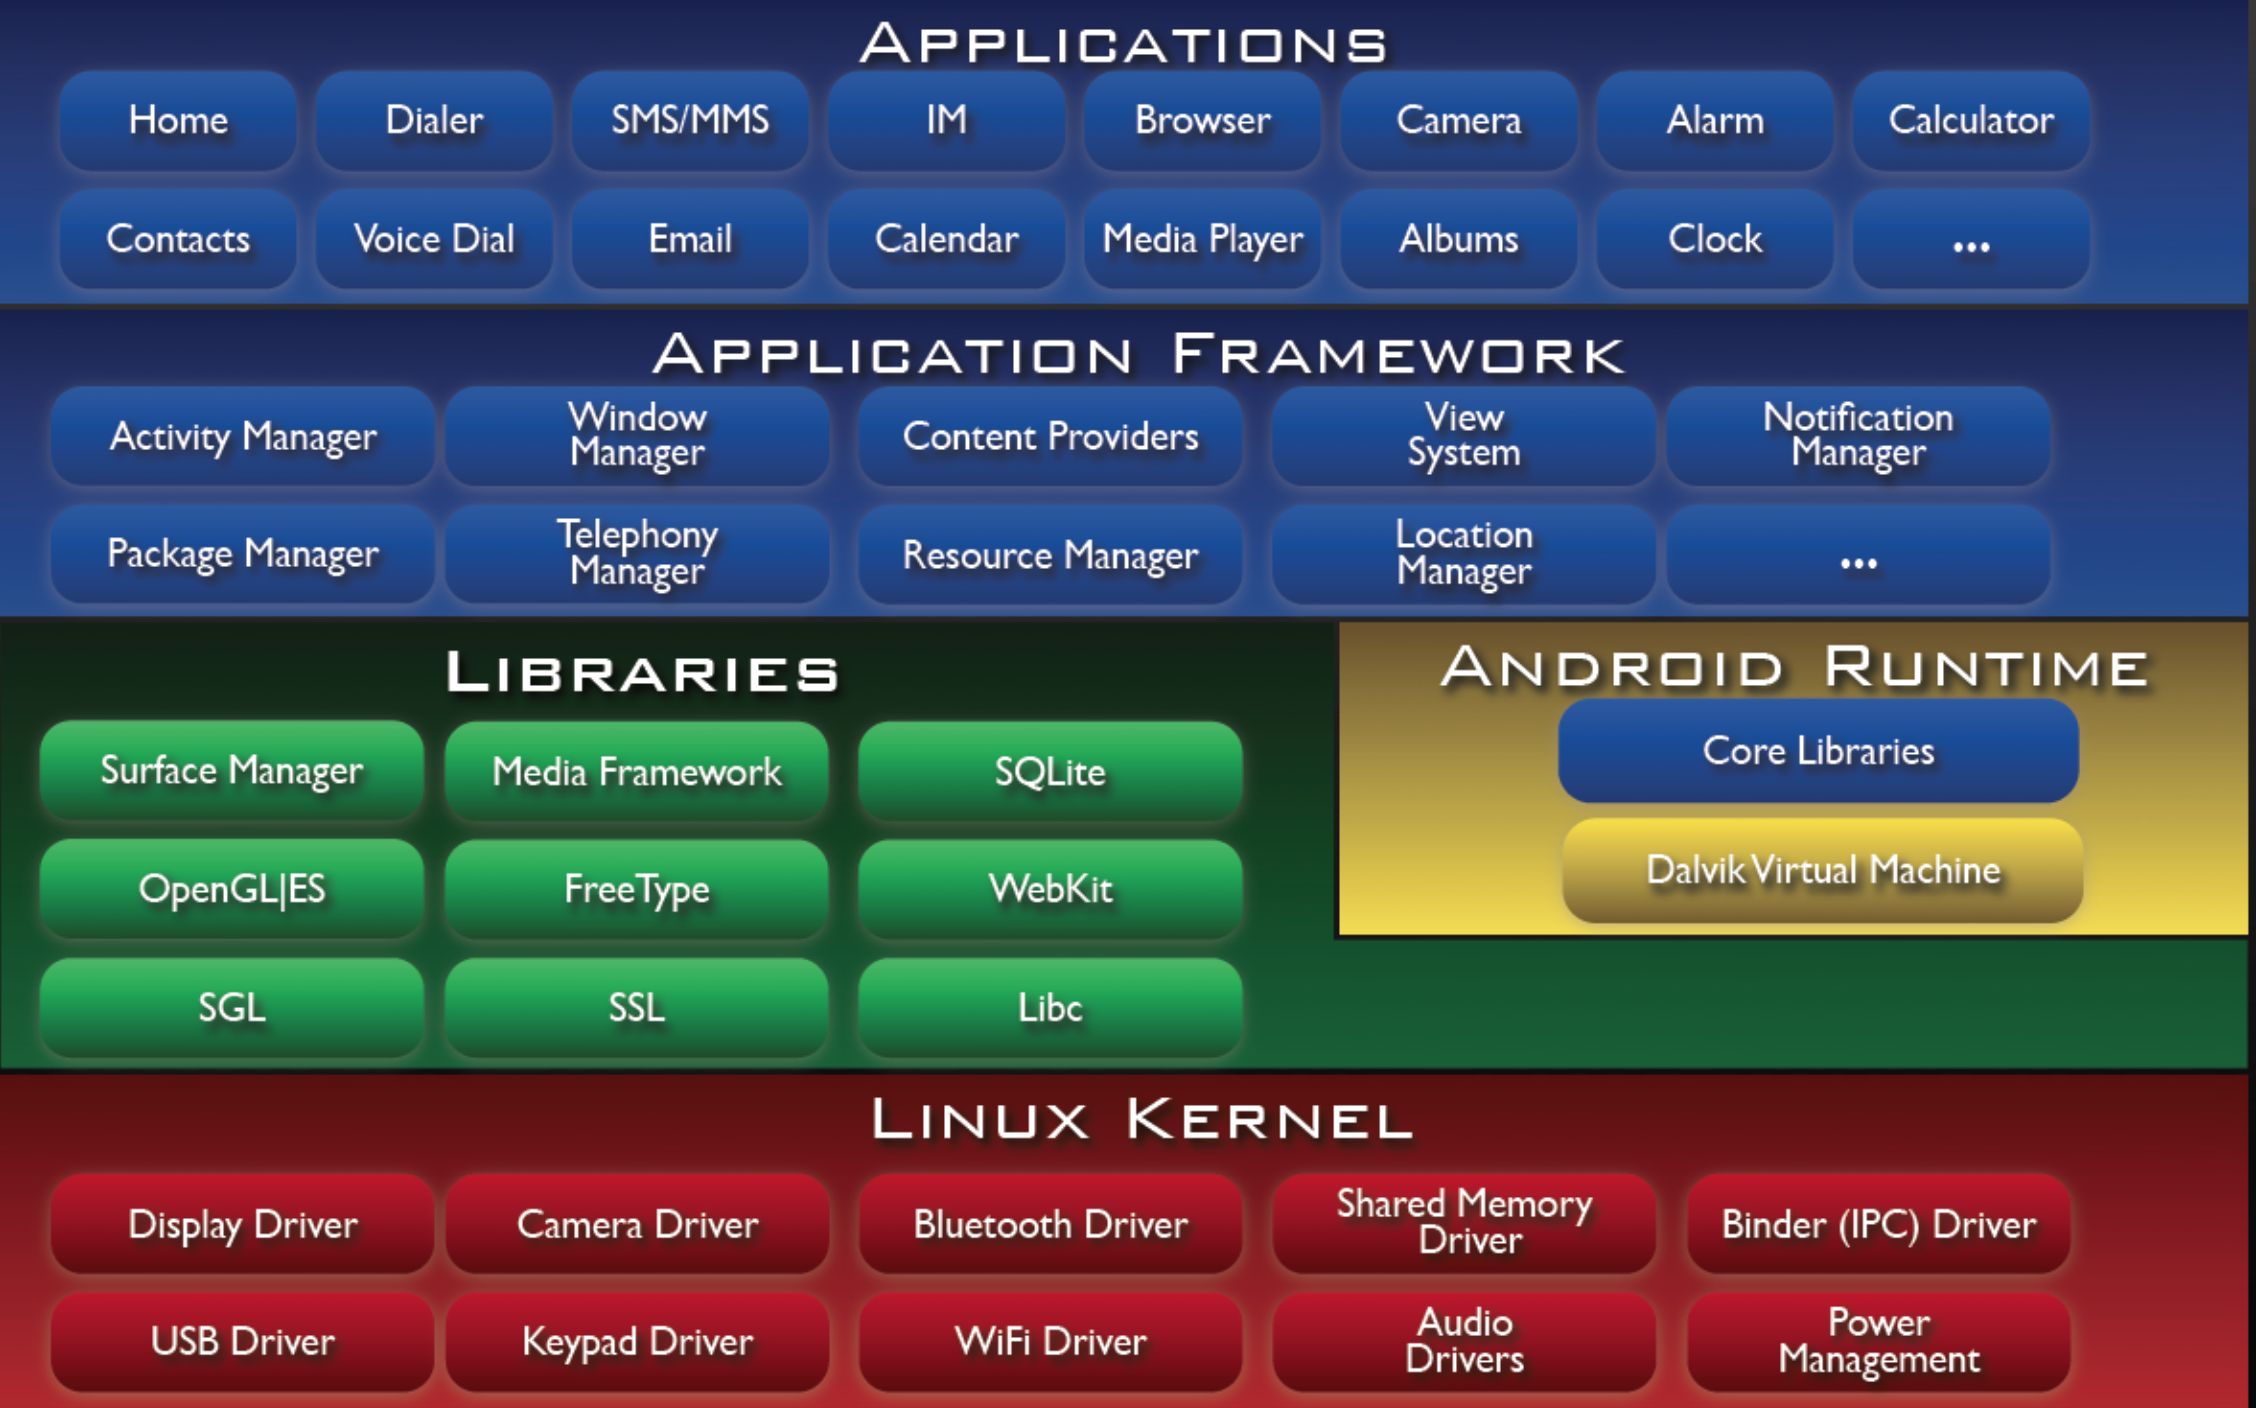 APPLICATIONS
Home
Dialer
SMS/MMS
IM
Browser
Camera
Alarm
Calculator
Contacts
Voice Dial
Email
Calendar
Media Player
Albums
Clock
...
APPLICATION FRAMEWORK
Activity Manager
Window
Manager
Content Providers
View
System
Notification
Manager
Package Manager
Telephony
Manager
Resource Manager
Location
Manager
...
LIBRARIES
Surface Manager
Media Framework
SQLite
OpenGL|ES
FreeType
WebKit
SGL
SSL
Libc
ANDROID RUNTIME
Core Libraries
Dalvik Virtual Machine
LINUX KERNEL
Display Driver
Camera Driver
Bluetooth Driver
Shared Memory
Driver
Binder (IPC) Driver
USB Driver
Keypad Driver
WiFi Driver
Audio
Drivers
Power
Management